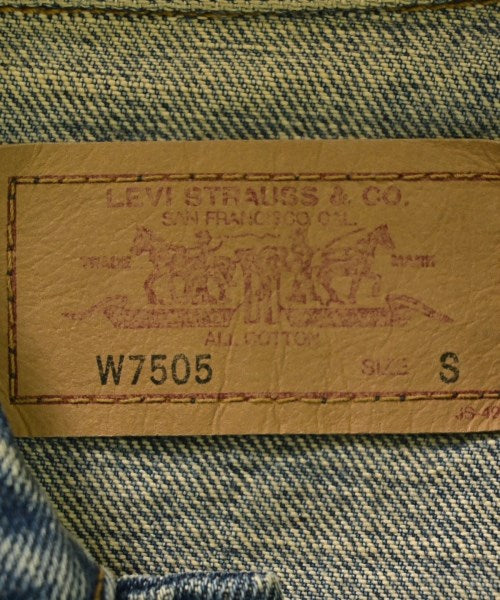 LEVI STRAUSS & CO.
SAN FRANCISCO CAL.
TRADE MARK
ALL COTTON
W7505 SIZE S